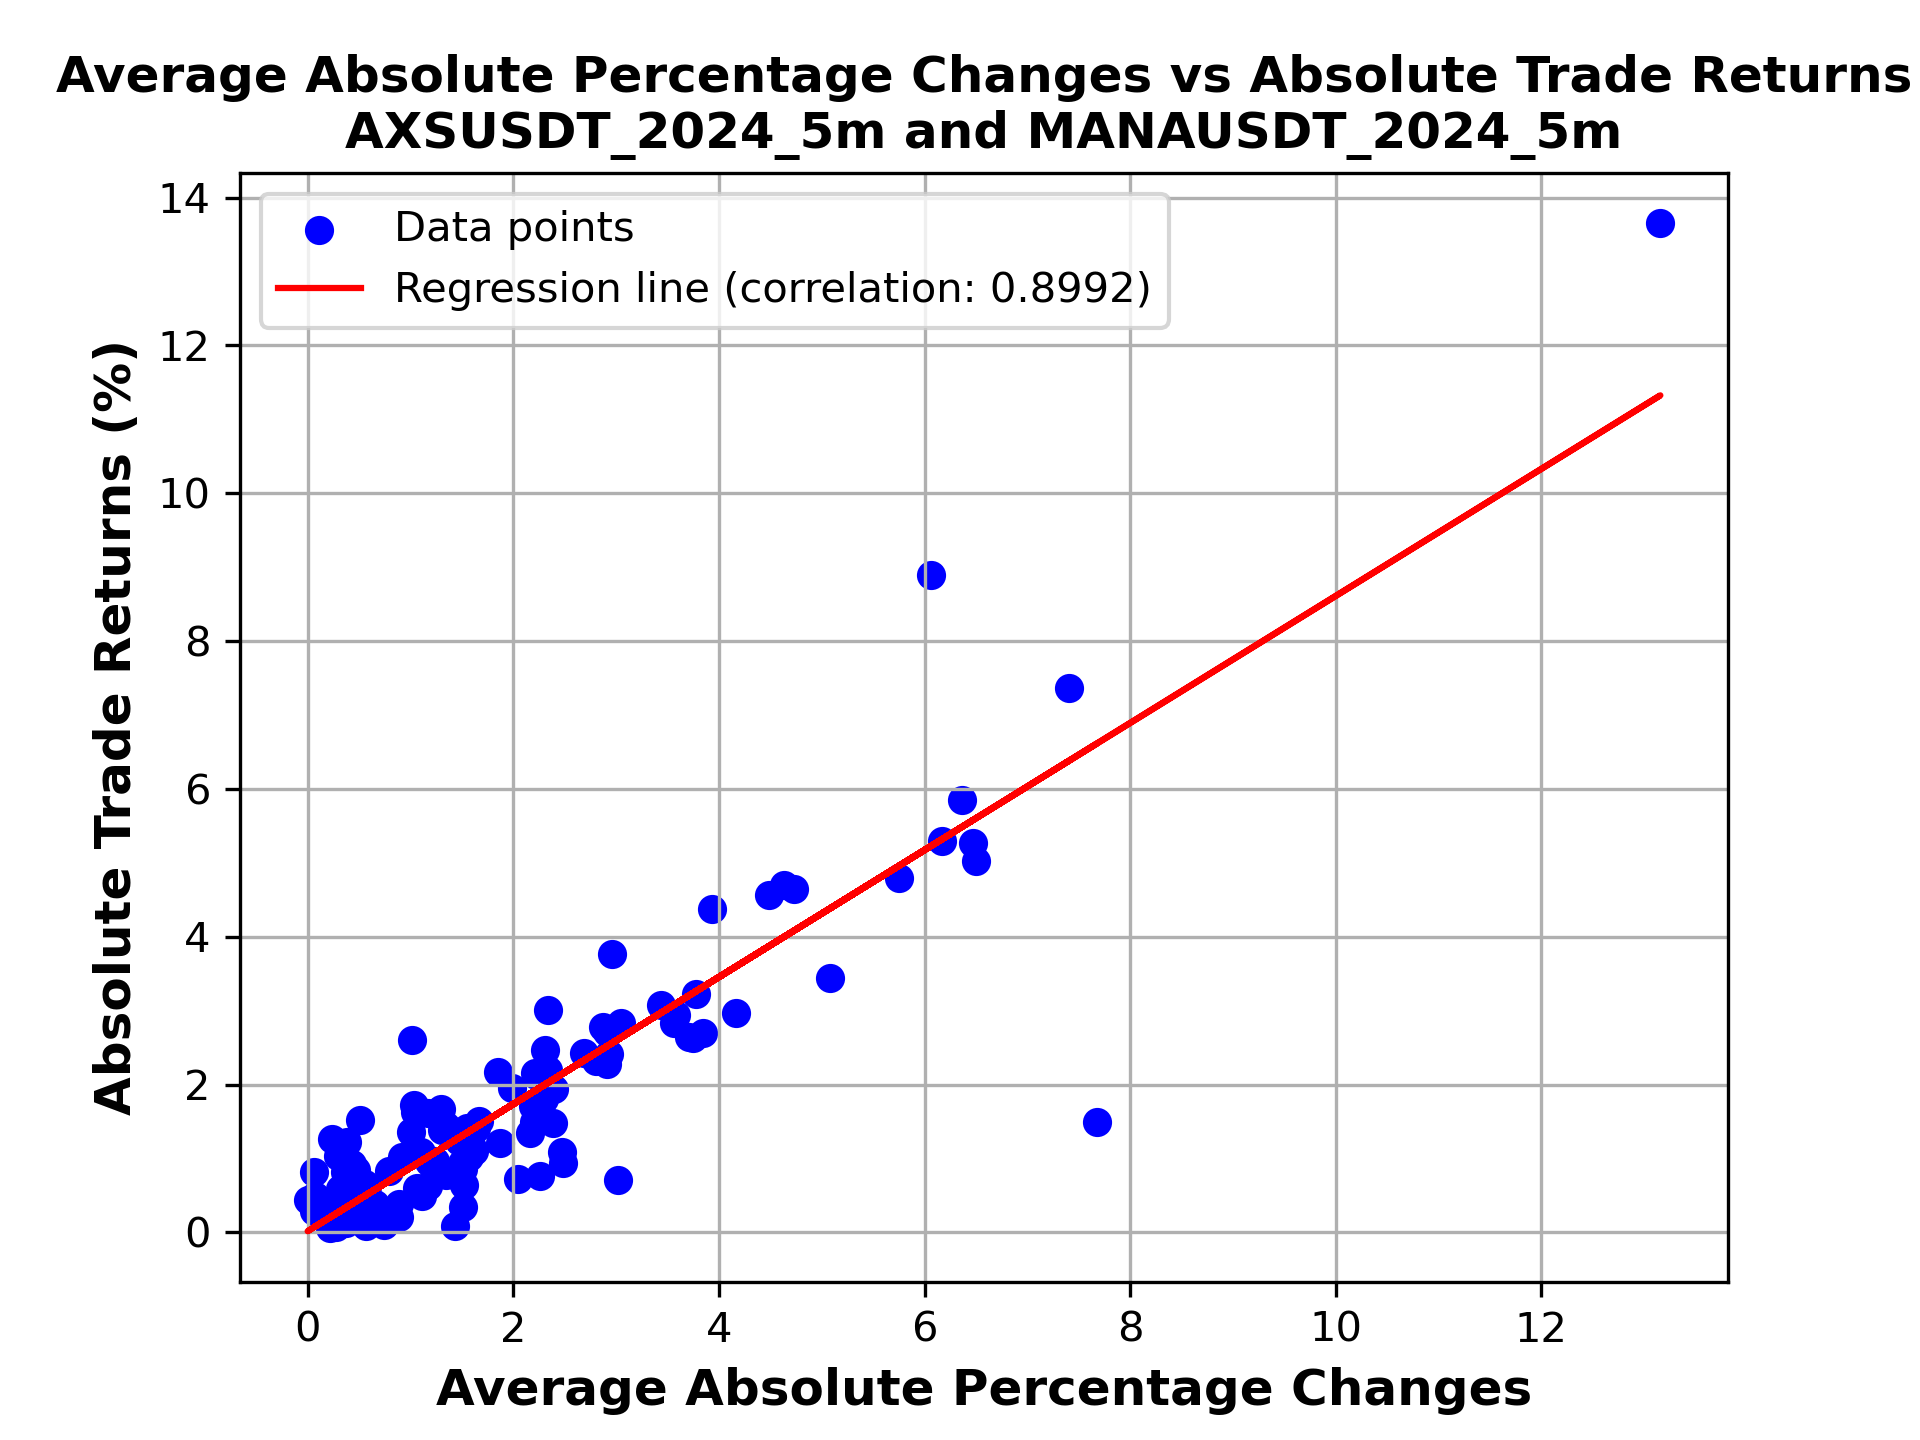 Average Absolute Percentage Changes vs Absolute Trade Returns
AXSUSDT_2024_5m and MANAUSDT_2024_5m
Data points
Regression line (correlation: 0.8992)
Absolute Trade Returns (%)
14
12
10
8
6
4
2
0
0 2 4 6 8 10 12
Average Absolute Percentage Changes